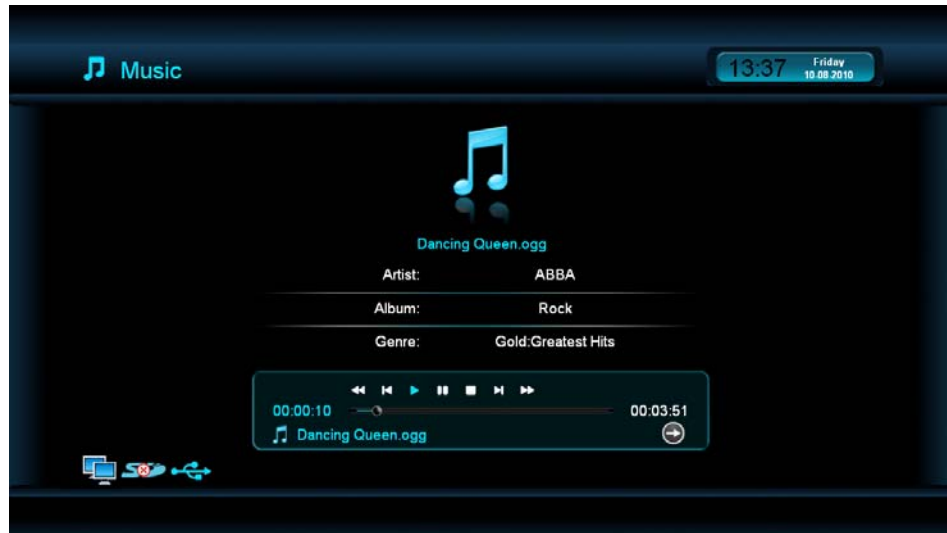 Music
13:37
Friday
10-08-2010
Dancing Queen.ogg
Artist: ABBA
Album: Rock
Genre: Gold:Greatest Hits
00:00:10 00:03:51
Dancing Queen.ogg
SD